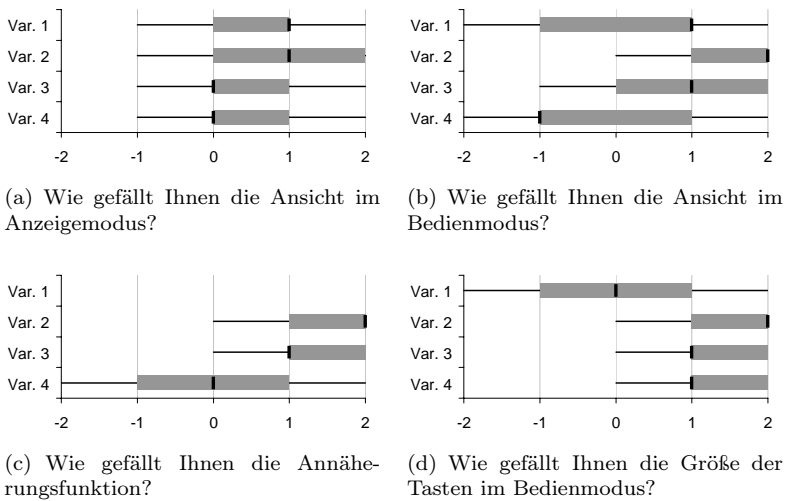 Var. 1
Var. 2
Var. 3
Var. 4
-2 -1 0 1 2
(a) Wie gefällt Ihnen die Ansicht im
Anzeigemodus?
Var. 1
Var. 2
Var. 3
Var. 4
-2 -1 0 1 2
(b) Wie gefällt Ihnen die Ansicht im
Bedienmodus?
Var. 1
Var. 2
Var. 3
Var. 4
-2 -1 0 1 2
(c) Wie gefällt Ihnen die Annähe-
rungsfunktion?
Var. 1
Var. 2
Var. 3
Var. 4
-2 -1 0 1 2
(d) Wie gefällt Ihnen die Größe der
Tasten im Bedienmodus?